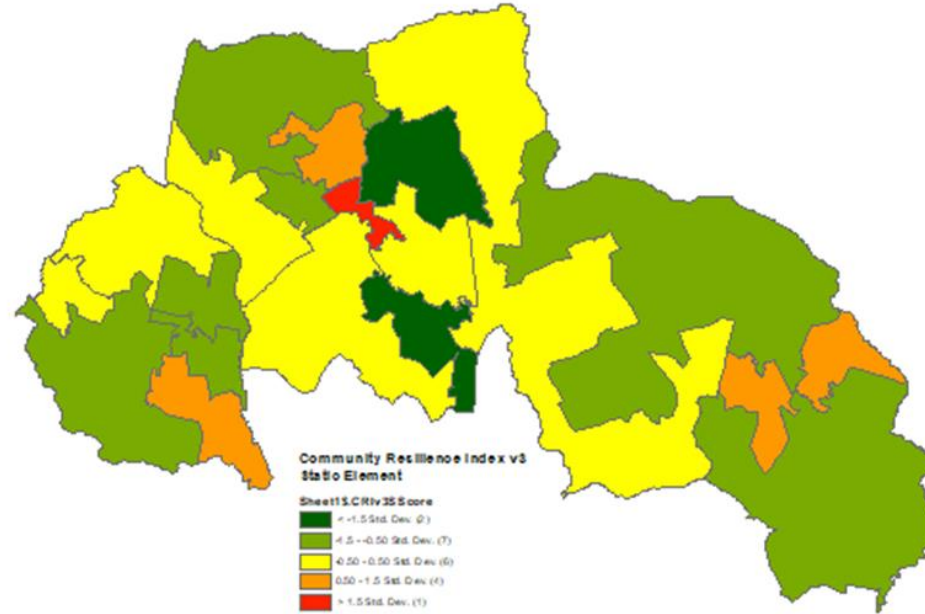 Community Resilience Index v3
Static Element
Sheet1$.CRIv3SScore
< -1.5 Std. Dev. (2)
-1.5 - -0.50 Std. Dev. (7)
-0.50 - 0.50 Std. Dev. (6)
0.50 - 1.5 Std. Dev. (4)
> 1.5 Std. Dev. (1)